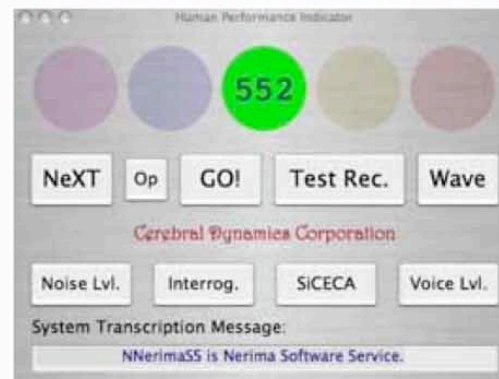 Human Performance Indicator
552
NeXT Op GO! Test Rec. Wave
Cerebral Dynamics Corporation
Noise Lvl. Interrog. SiCECA Voice Lvl.
System Transcription Message:
NNerimaSS is Nerima Software Service.